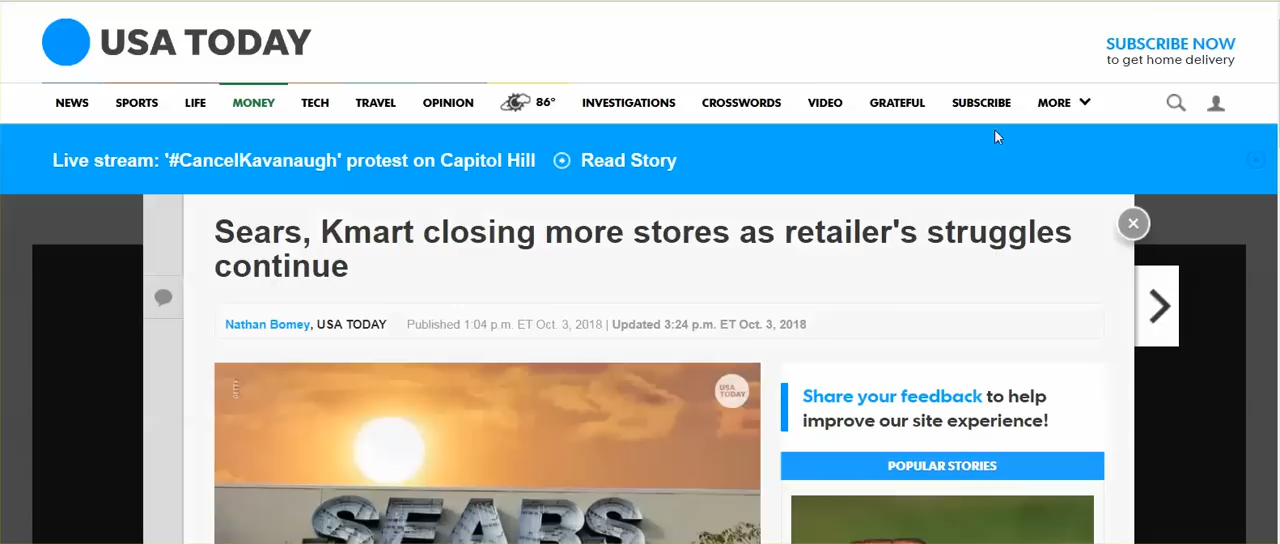 USA TODAY
SUBSCRIBE NOW
to get home delivery
NEWS SPORTS LIFE MONEY TECH TRAVEL OPINION 86° INVESTIGATIONS CROSSWORDS VIDEO GRATEFUL SUBSCRIBE MORE
Live stream: '#CancelKavanaugh' protest on Capitol Hill Read Story
Sears, Kmart closing more stores as retailer's struggles
continue
Nathan Bomey, USA TODAY Published 1:04 p.m. ET Oct. 3, 2018 | Updated 3:24 p.m. ET Oct. 3, 2018
GETTY
USA
TODAY
SEARS
Share your feedback to help
improve our site experience!
POPULAR STORIES